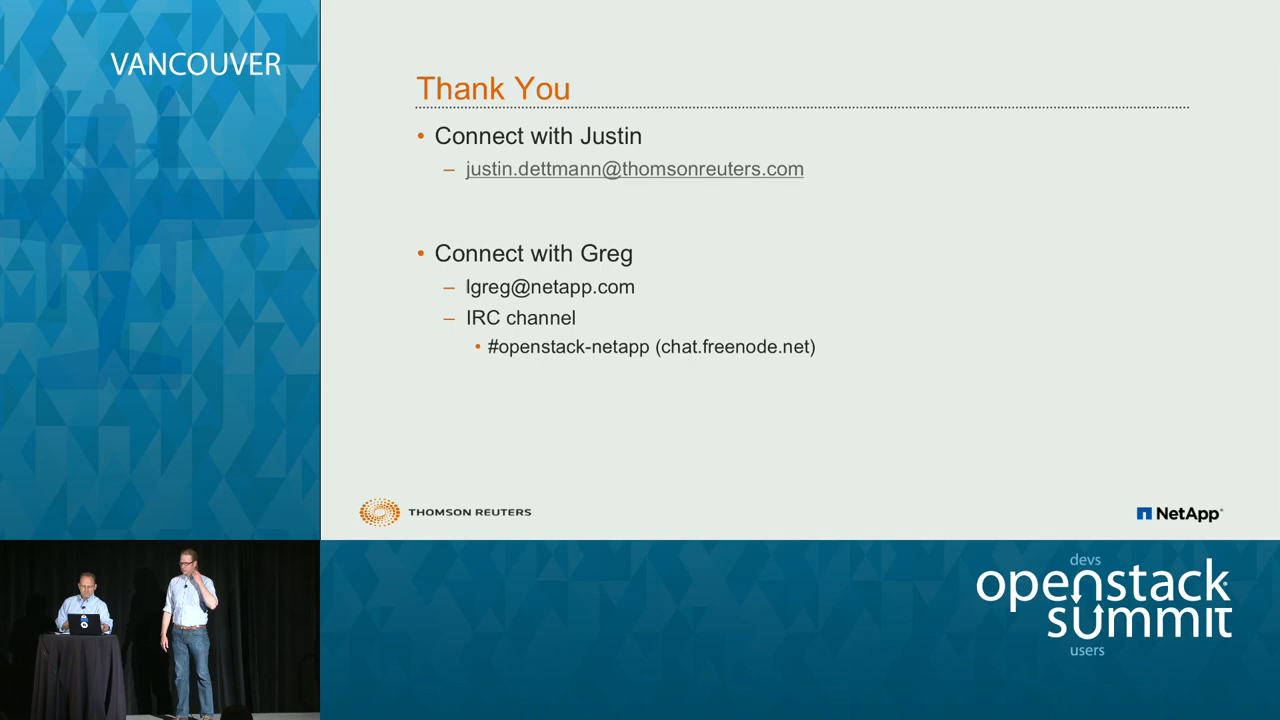 VANCOUVER
Thank You
• Connect with Justin
– justin.dettmann@thomsonreuters.com
• Connect with Greg
– lgreg@netapp.com
– IRC channel
• #openstack-netapp (chat.freenode.net)
THOMSON REUTERS
NetApp®
devs
openstack
summit
users